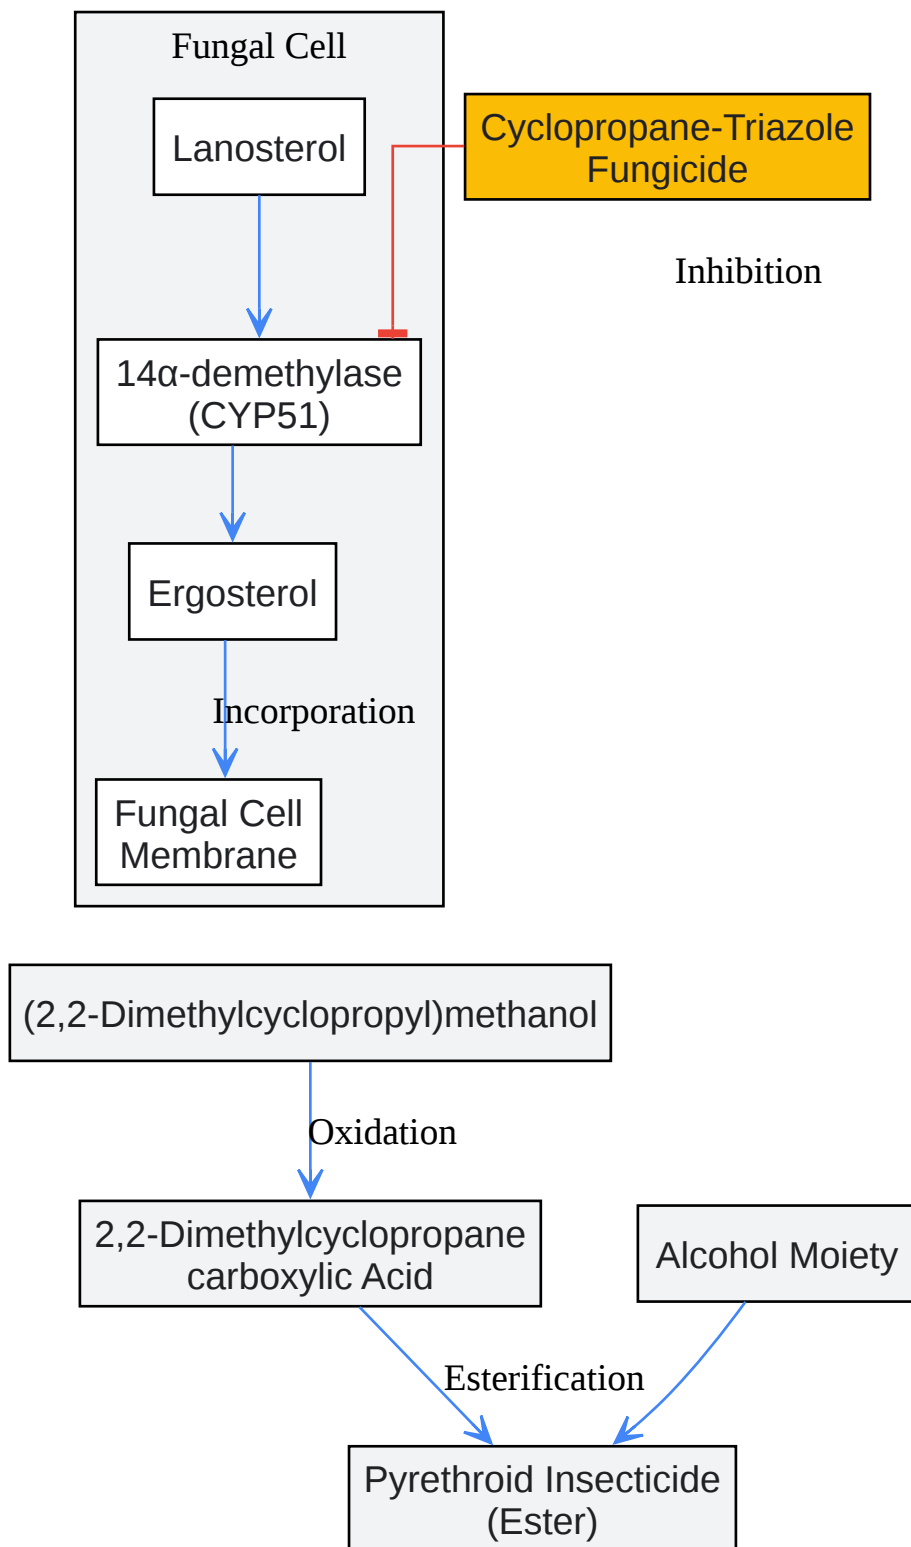 Fungal Cell
Lanosterol
Cyclopropane-Triazole
Fungicide
Inhibition
14α-demethylase
(CYP51)
Ergosterol
Incorporation
Fungal Cell
Membrane
(2,2-Dimethylcyclopropyl)methanol
Oxidation
2,2-Dimethylcyclopropane
carboxylic Acid
Alcohol Moiety
Esterification
Pyrethroid Insecticide
(Ester)